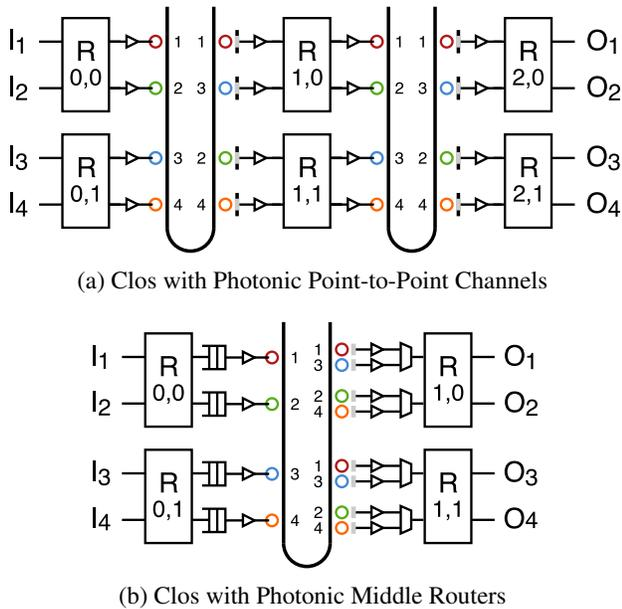 I1 R 1 1 R 1 1 R O1
I2 0,0 2 3 1,0 2 3 2,0 O2
I3 R 3 2 R 3 2 R O3
I4 0,1 4 4 1,1 4 4 2,1 O4
(a) Clos with Photonic Point-to-Point Channels
I1 R 1 1 3 R O1
I2 0,0 2 2 4 1,0 O2
I3 R 3 1 3 R O3
I4 0,1 4 2 4 1,1 O4
(b) Clos with Photonic Middle Routers